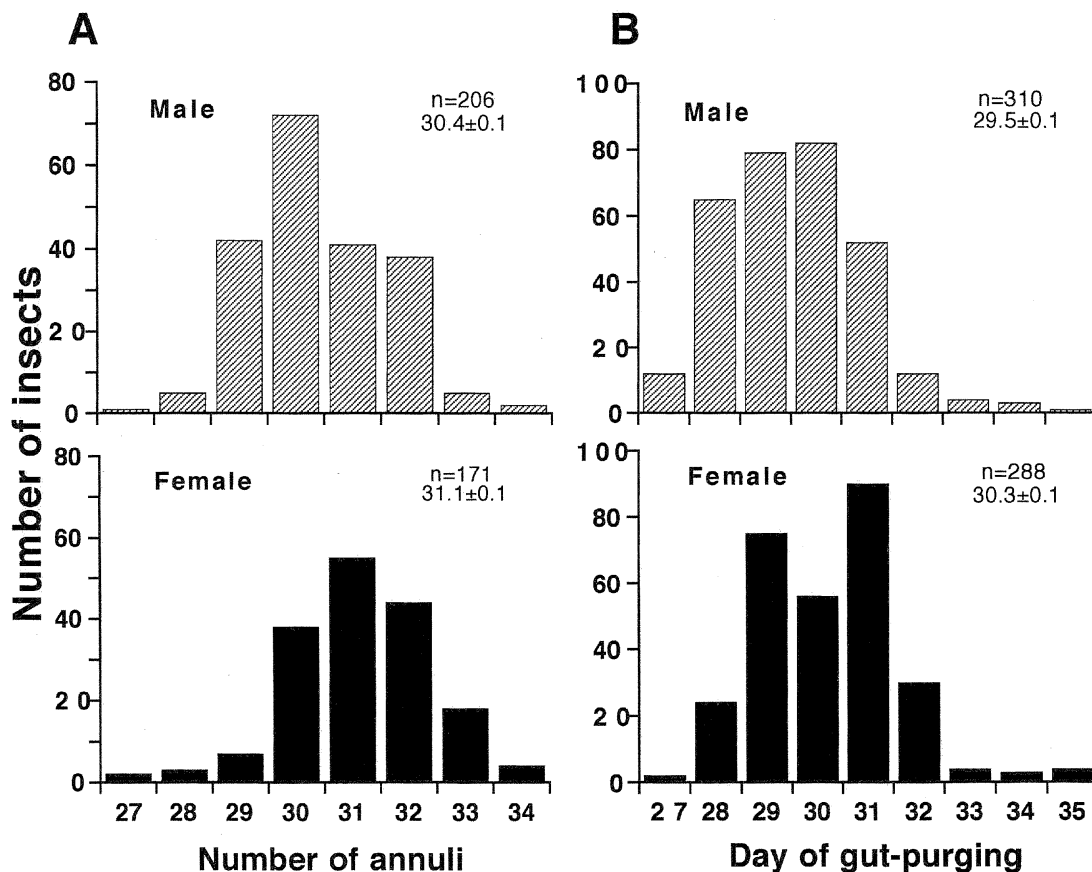 A
80
60
40
2 0
0
Male
n=206
30.4±0.1
80
60
40
2 0
0
Female
n=171
31.1±0.1
27 28 29 30 31 32 33 34
Number of annuli
Number of insects
B
1 0 0
80
60
40
2 0
0
Male
n=310
29.5±0.1
1 0 0
80
60
40
2 0
0
Female
n=288
30.3±0.1
2 7 28 29 30 31 32 33 34 35
Day of gut-purging